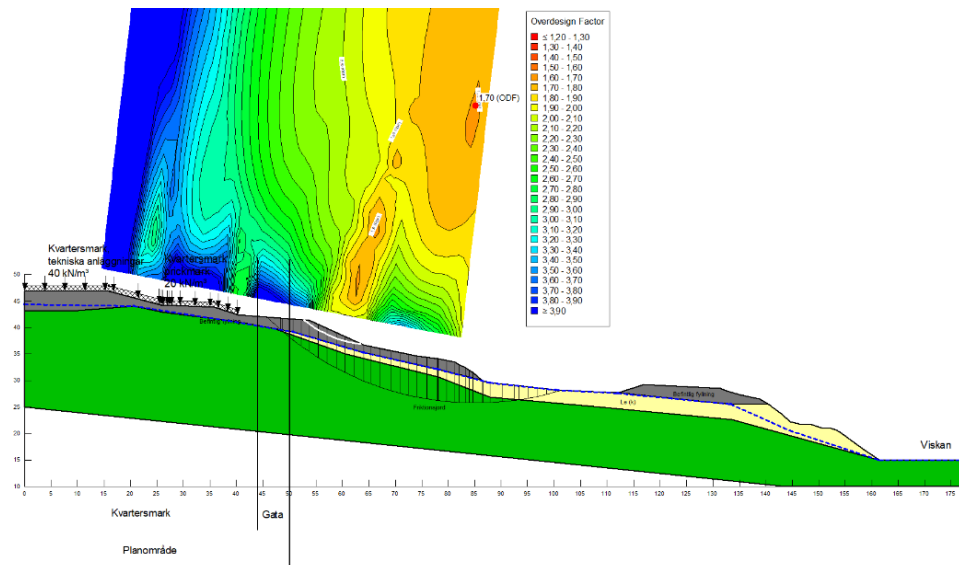 Overdesign Factor
≤ 1,20 - 1,30
1,30 - 1,40
1,40 - 1,50
1,50 - 1,60
1,60 - 1,70
1,70 - 1,80
1,80 - 1,90
1,90 - 2,00
2,00 - 2,10
2,10 - 2,20
2,20 - 2,30
2,30 - 2,40
2,40 - 2,50
2,50 - 2,60
2,60 - 2,70
2,70 - 2,80
2,80 - 2,90
2,90 - 3,00
3,00 - 3,10
3,10 - 3,20
3,20 - 3,30
3,30 - 3,40
3,40 - 3,50
3,50 - 3,60
3,60 - 3,70
3,70 - 3,80
3,80 - 3,90
≥ 3,90
1,70 (ODF)
Kvartersmark
tekniska anläggningar
40 kN/m³
Kvartersmark
20 kN/m³
50
45
40
35
30
25
20
15
10
Befintlig fyllning
Friktionsjord
Befintlig fyllning
Le (k)
Viskan
0 5 10 15 20 25 30 35 40 45 50 55 60 65 70 75 80 85 90 95 100 105 110 115 120 125 130 135 140 145 150 155 160 165 170 175
Kvartersmark
Gata
Planområde